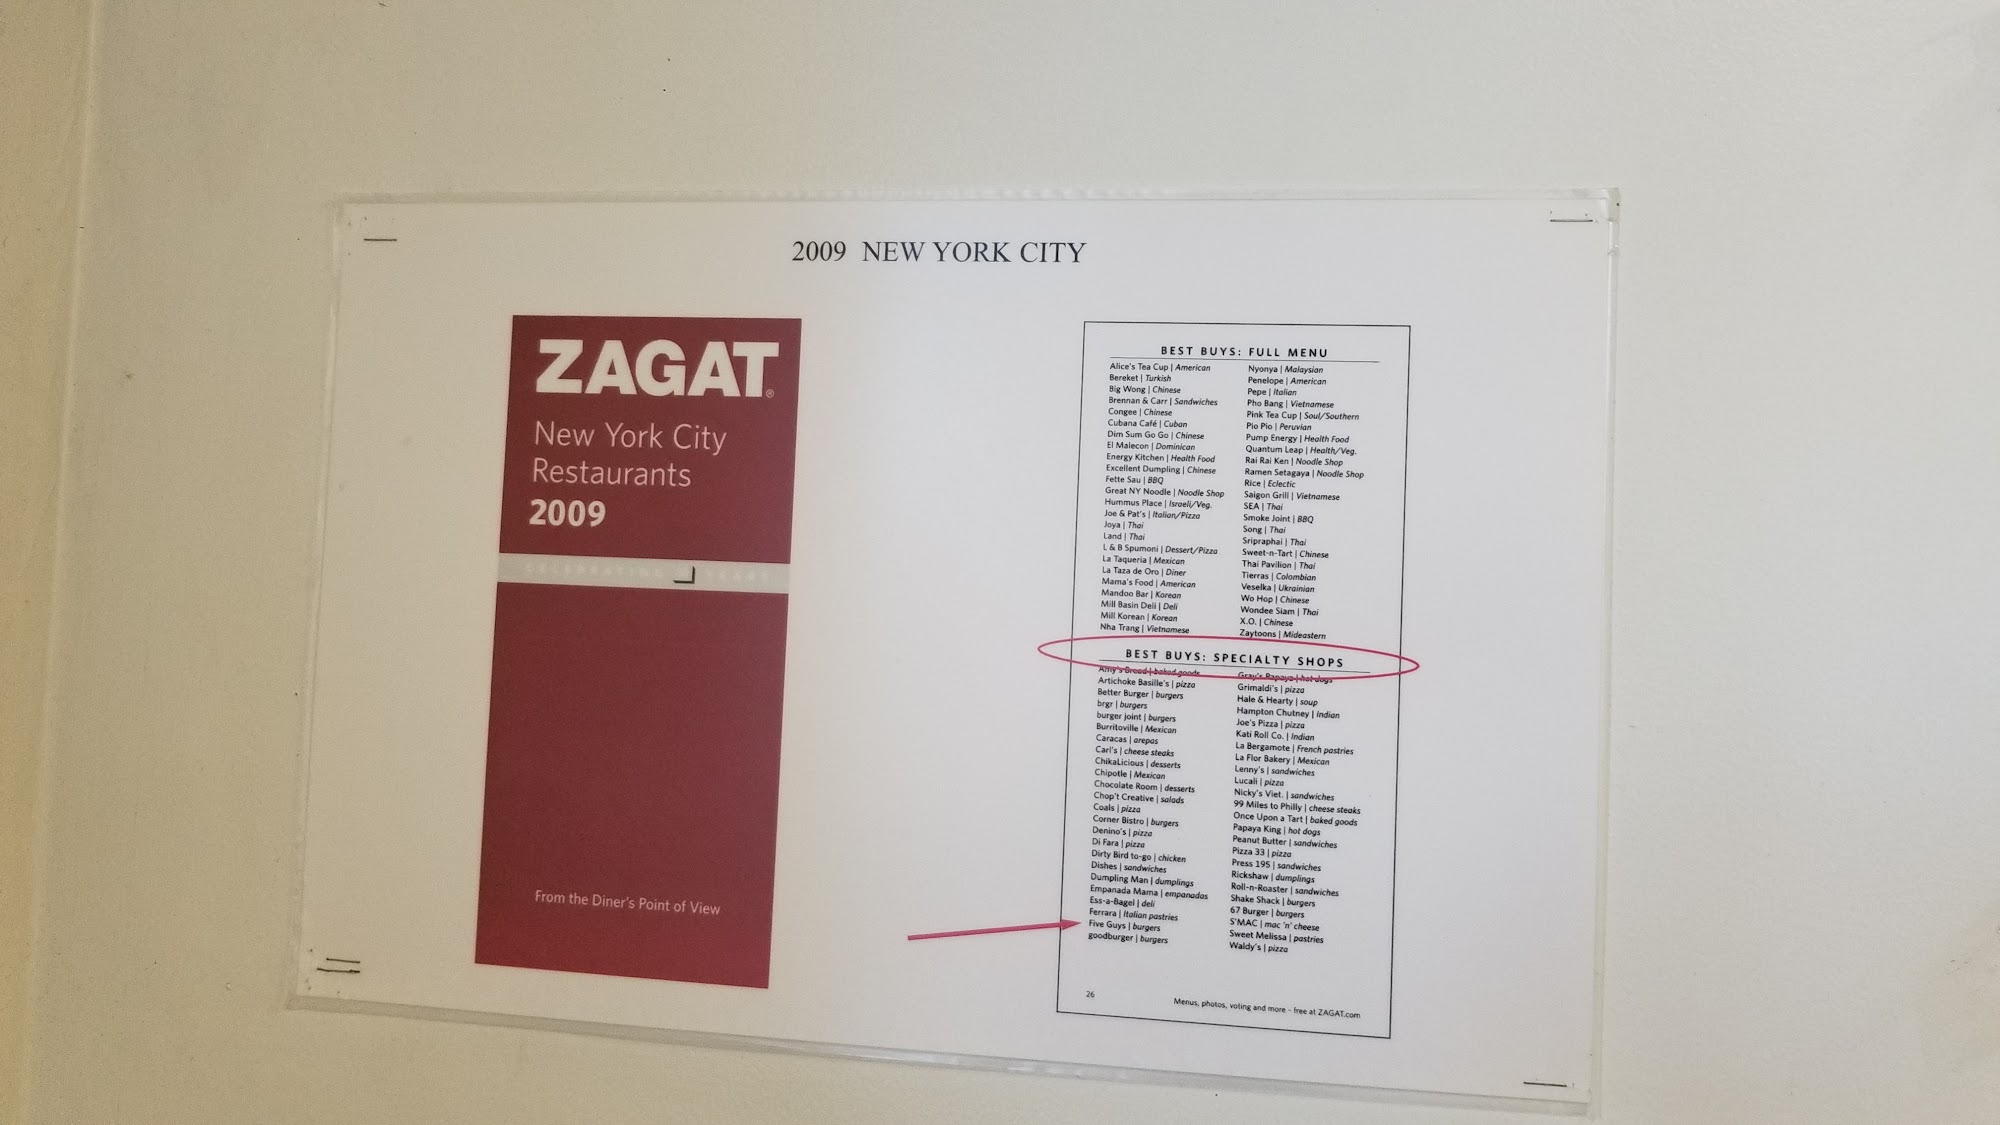 2009 NEW YORK CITY
ZAGAT®
New York City
Restaurants
2009
CELEBRATING YEARS
From the Diner's Point of View
BEST BUYS: FULL MENU
Alice's Tea Cup | American
Bereket | Turkish
Big Wong | Chinese
Brennan & Carr | Sandwiches
Congee | Chinese
Cubana Café | Cuban
Dim Sum Go Go | Chinese
El Malecon | Dominican
Energy Kitchen | Health Food
Excellent Dumpling | Chinese
Fette Sau | BBQ
Great NY Noodle | Noodle Shop
Hummus Place | Israeli/Veg.
Joe & Pat's | Italian/Pizza
Joya | Thai
Land | Thai
L & B Spumoni | Dessert/Pizza
La Taqueria | Mexican
La Taza de Oro | Diner
Mama's Food | American
Mandoo Bar | Korean
Mill Basin Deli | Deli
Mill Korean | Korean
Nha Trang | Vietnamese
Nyonya | Malaysian
Penelope | American
Pepe | Italian
Pho Bang | Vietnamese
Pink Tea Cup | Soul/Southern
Pio Pio | Peruvian
Pump Energy | Health Food
Quantum Leap | Health/Veg.
Rai Rai Ken | Noodle Shop
Ramen Setagaya | Noodle Shop
Rice | Eclectic
Saigon Grill | Vietnamese
SEA | Thai
Smoke Joint | BBQ
Song | Thai
Sripraphai | Thai
Sweet-n-Tart | Chinese
Thai Pavilion | Thai
Tierras | Colombian
Veselka | Ukrainian
Wo Hop | Chinese
Wondee Siam | Thai
X.O. | Chinese
Zaytoons | Mideastern
BEST BUYS: SPECIALTY SHOPS
Amy's Bread | baked goods
Artichoke Basille's | pizza
Better Burger | burgers
brgr | burgers
burger joint | burgers
Burritoville | Mexican
Caracas | arepas
Carl's | cheese steaks
ChikaLicious | desserts
Chipotle | Mexican
Chocolate Room | desserts
Chop't Creative | salads
Coals | pizza
Corner Bistro | burgers
Denino's | pizza
Di Fara | pizza
Dirty Bird to-go | chicken
Dishes | sandwiches
Dumpling Man | dumplings
Empanada Mama | empanadas
Ess-a-Bagel | deli
Ferrara | Italian pastries
Five Guys | burgers
goodburger | burgers
Gray's Papaya | hot dogs
Grimaldi's | pizza
Hale & Hearty | soup
Hampton Chutney | Indian
Joe's Pizza | pizza
Kati Roll Co. | Indian
La Bergamote | French pastries
La Flor Bakery | Mexican
Lenny's | sandwiches
Lucali | pizza
Nicky's Viet. | sandwiches
99 Miles to Philly | cheese steaks
Once Upon a Tart | baked goods
Papaya King | hot dogs
Peanut Butter | sandwiches
Pizza 33 | pizza
Press 195 | sandwiches
Rickshaw | dumplings
Roll-n-Roaster | sandwiches
Shake Shack | burgers
67 Burger | burgers
S'MAC | mac 'n' cheese
Sweet Melissa | pastries
Waldy's | pizza
26
Menus, photos, voting and more - free at ZAGAT.com